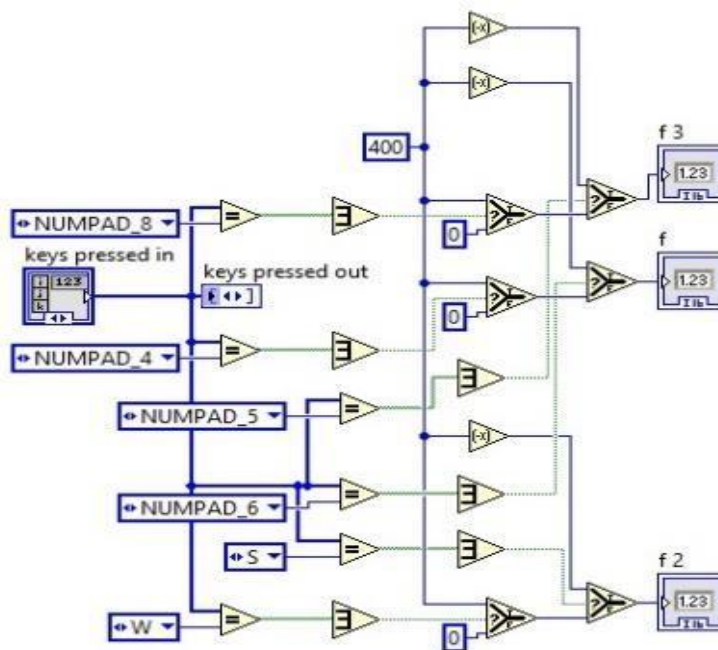 (-x)
(-x)
f 3
400
1.23
NUMPAD_8
=
∃
?
T
F
?
T
F
0
keys pressed in
keys pressed out
f
123
i
j
k
1.23
?
T
F
?
T
F
0
NUMPAD_4
=
∃
NUMPAD_5
=
∃
(-x)
NUMPAD_6
=
∃
S
=
∃
f 2
1.23
W
=
∃
?
T
F
?
T
F
0